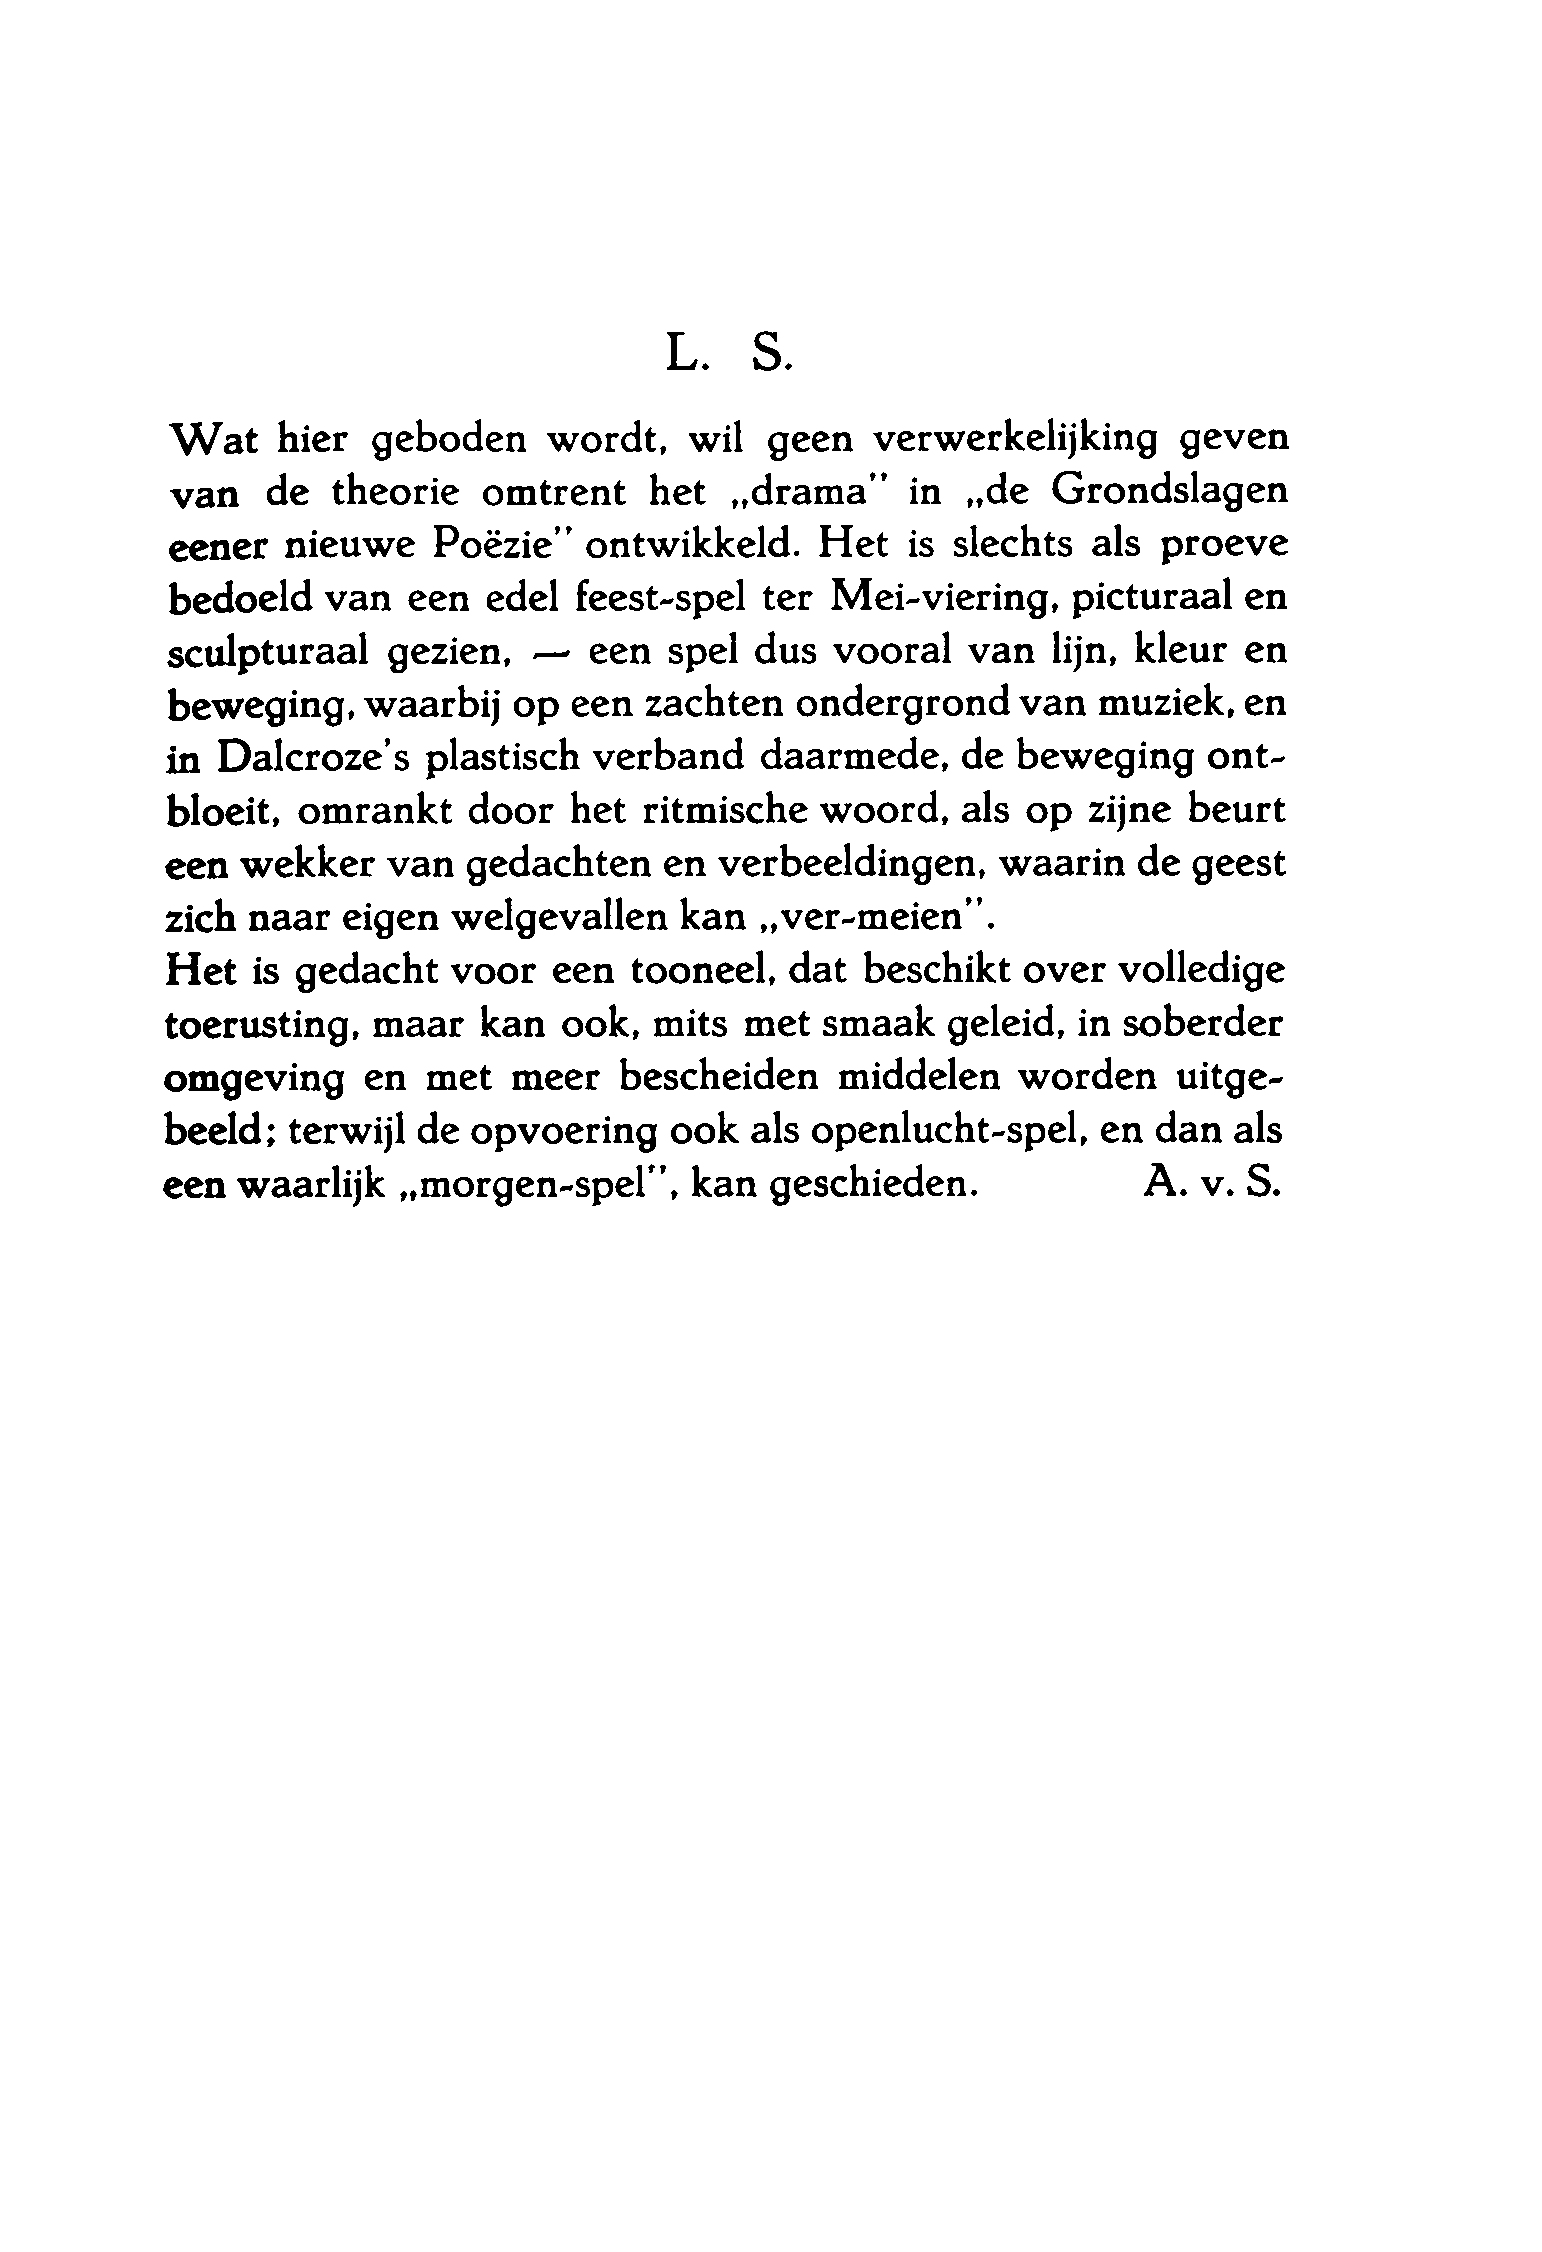 L. S.
Wat hier geboden wordt, wil geen verwerkelijking geven
van de theorie omtrent het „drama” in „de Grondslagen
eener nieuwe Poëzie” ontwikkeld. Het is slechts als proeve
bedoeld van een edel feest-spel ter Mei-viering, picturaal en
sculpturaal gezien, — een spel dus vooral van lijn, kleur en
beweging, waarbij op een zachten ondergrond van muziek, en
in Dalcroze's plastisch verband daarmede, de beweging ont-
bloeit, omrankt door het ritmische woord, als op zijne beurt
een wekker van gedachten en verbeeldingen, waarin de geest
zich naar eigen welgevallen kan „ver-meien”.
Het is gedacht voor een tooneel, dat beschikt over volledige
toerusting, maar kan ook, mits met smaak geleid, in soberder
omgeving en met meer bescheiden middelen worden uitge-
beeld; terwijl de opvoering ook als openlucht-spel, en dan als
een waarlijk „morgen-spel”, kan geschieden. A. v. S.